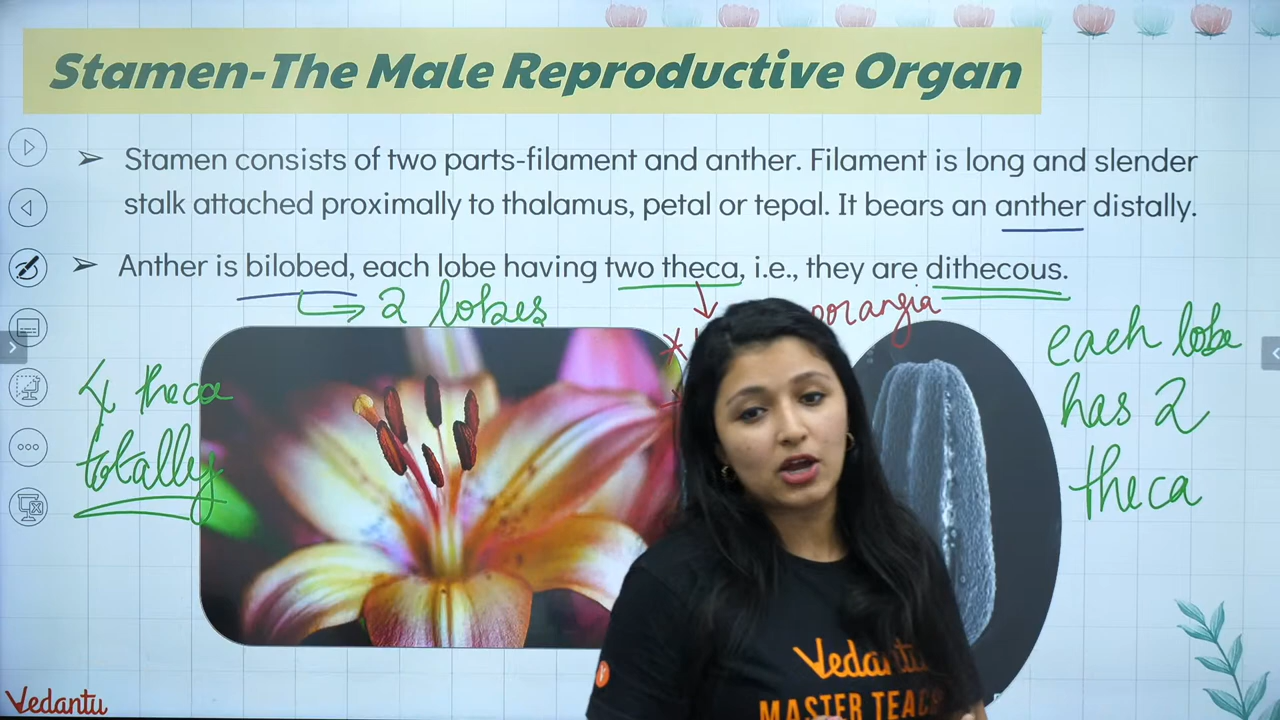 Stamen-The Male Reproductive Organ
➢ Stamen consists of two parts-filament and anther. Filament is long and slender
stalk attached proximally to thalamus, petal or tepal. It bears an anther distally.
➢ Anther is bilobed, each lobe having two theca, i.e., they are dithecous.
2 lobes
4 theca
totally
each lobe
has 2
theca
Vedantu
MASTER
Vedantu